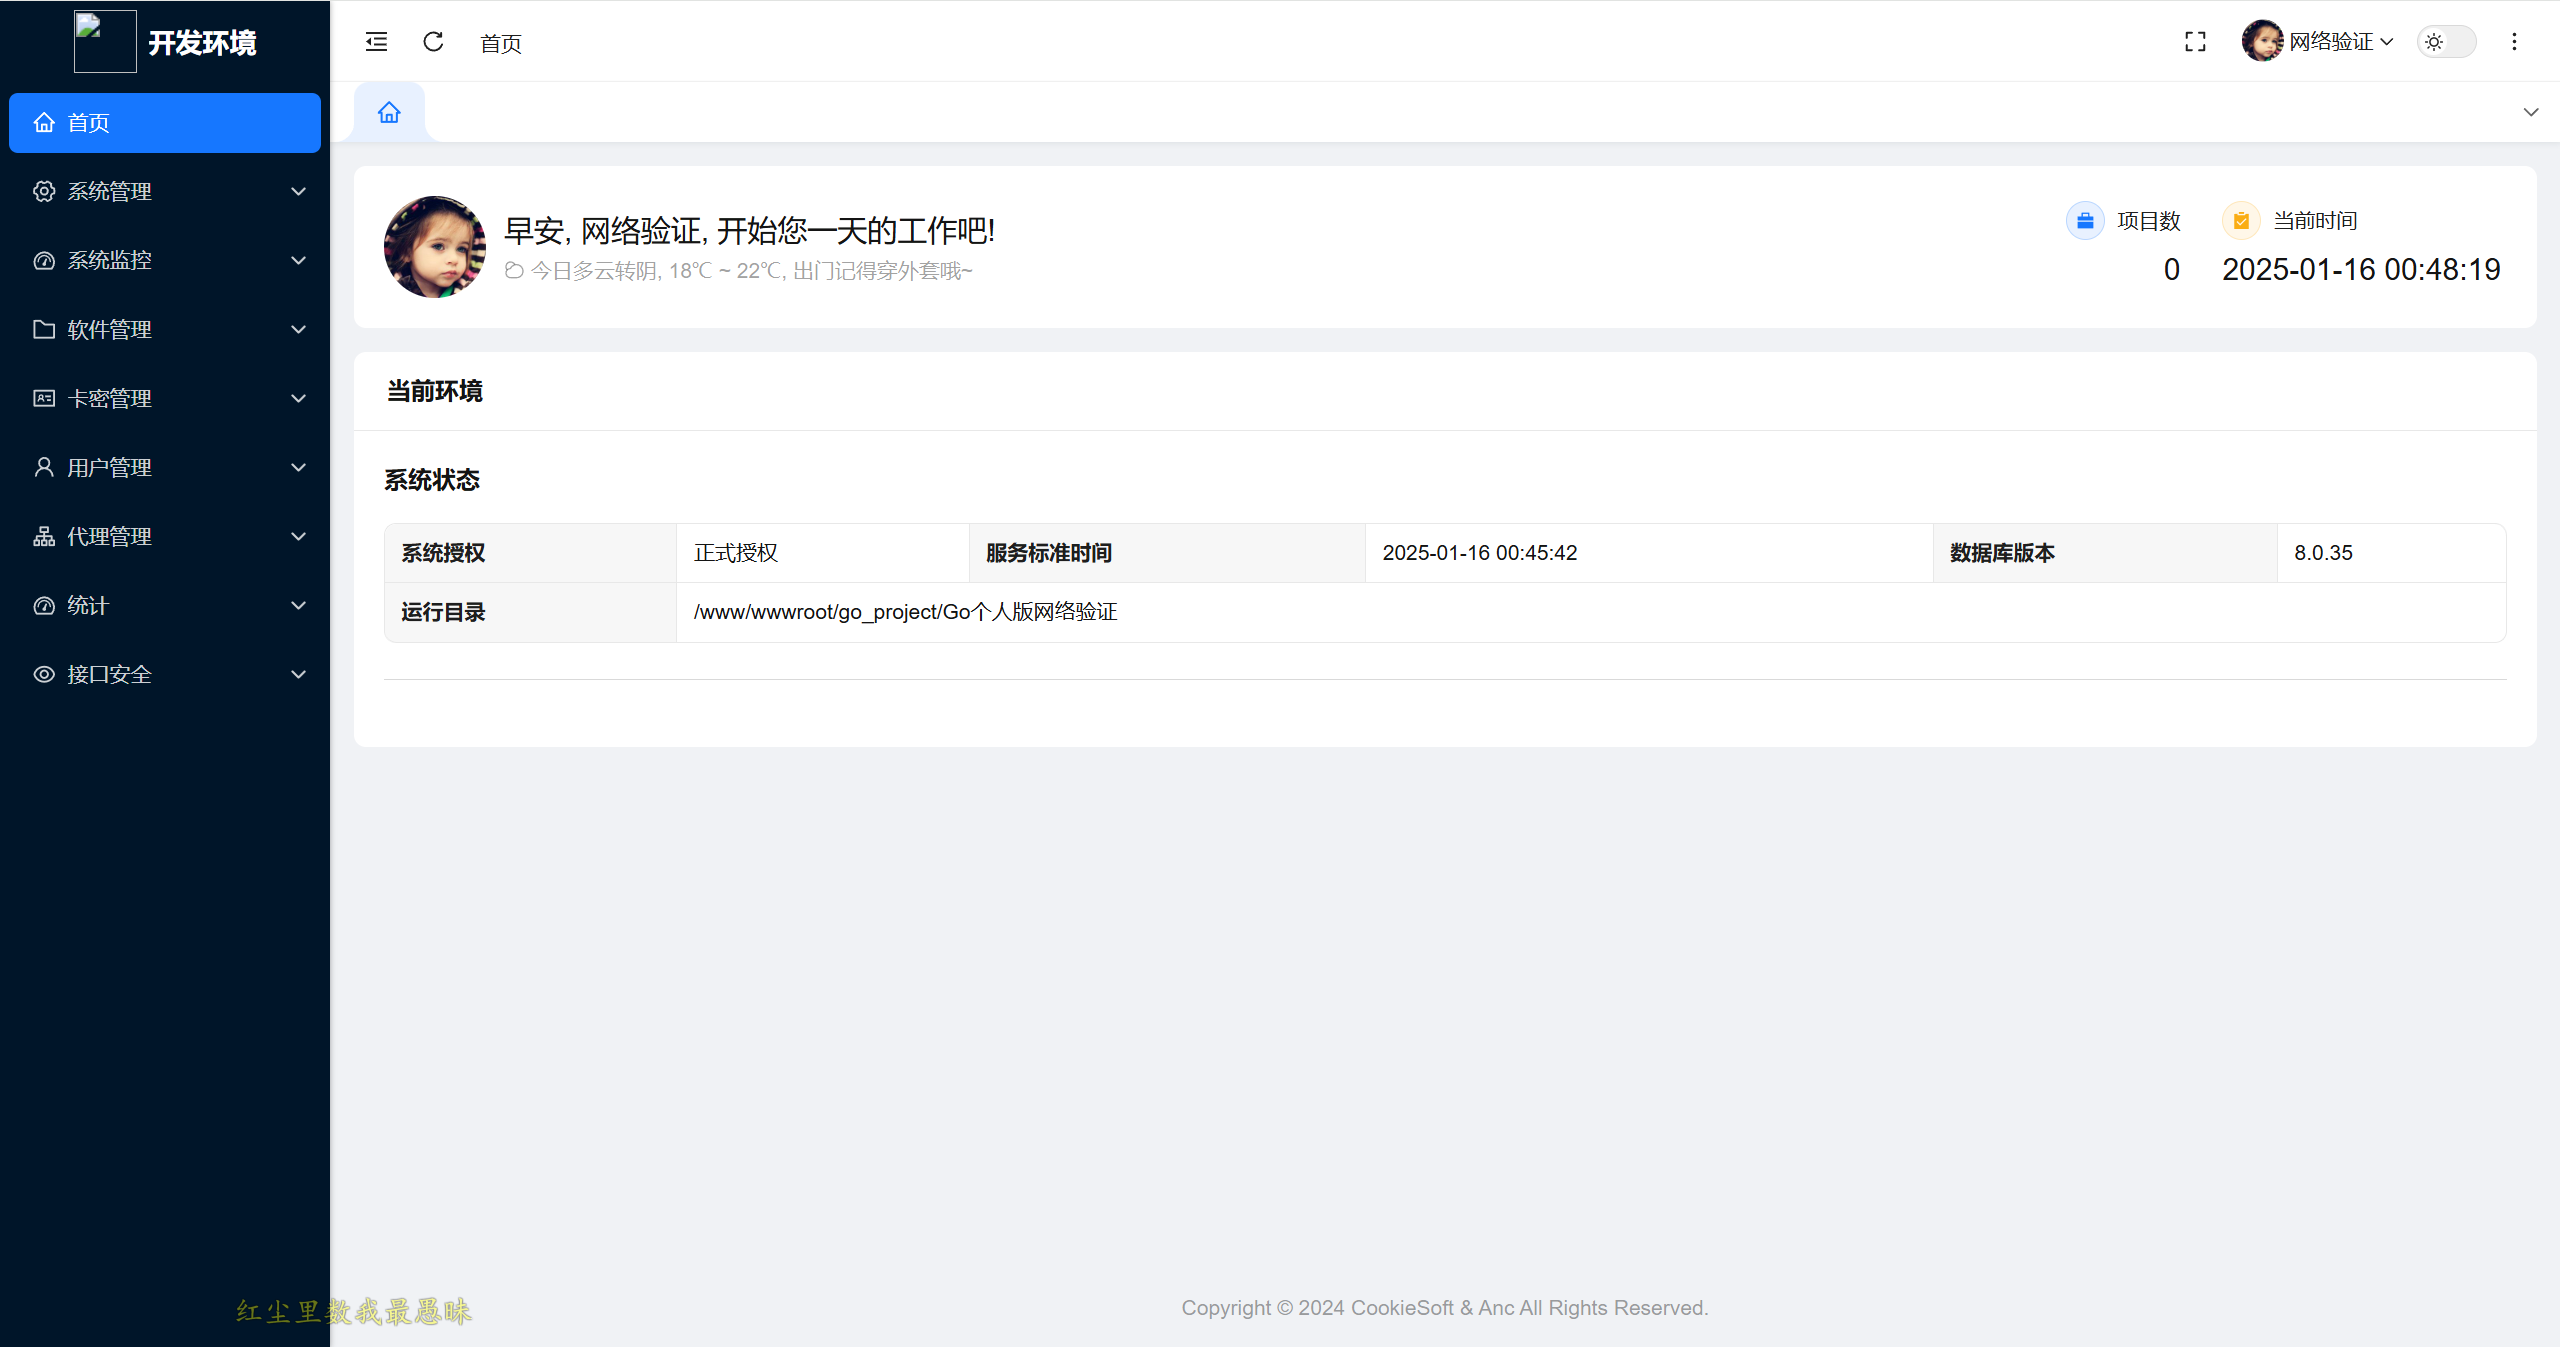 开发环境
首页
系统管理
系统监控
软件管理
卡密管理
用户管理
代理管理
统计
接口安全
首页
网络验证
早安, 网络验证, 开始您一天的工作吧!
今日多云转阴, 18℃ ~ 22℃, 出门记得穿外套哦~
项目数
0
当前时间
2025-01-16 00:48:19
当前环境
系统状态
系统授权 正式授权 服务标准时间 2025-01-16 00:45:42 数据库版本 8.0.35
运行目录 /www/wwwroot/go_project/Go个人版网络验证
红尘里数我最愚昧
Copyright © 2024 CookieSoft & Anc All Rights Reserved.